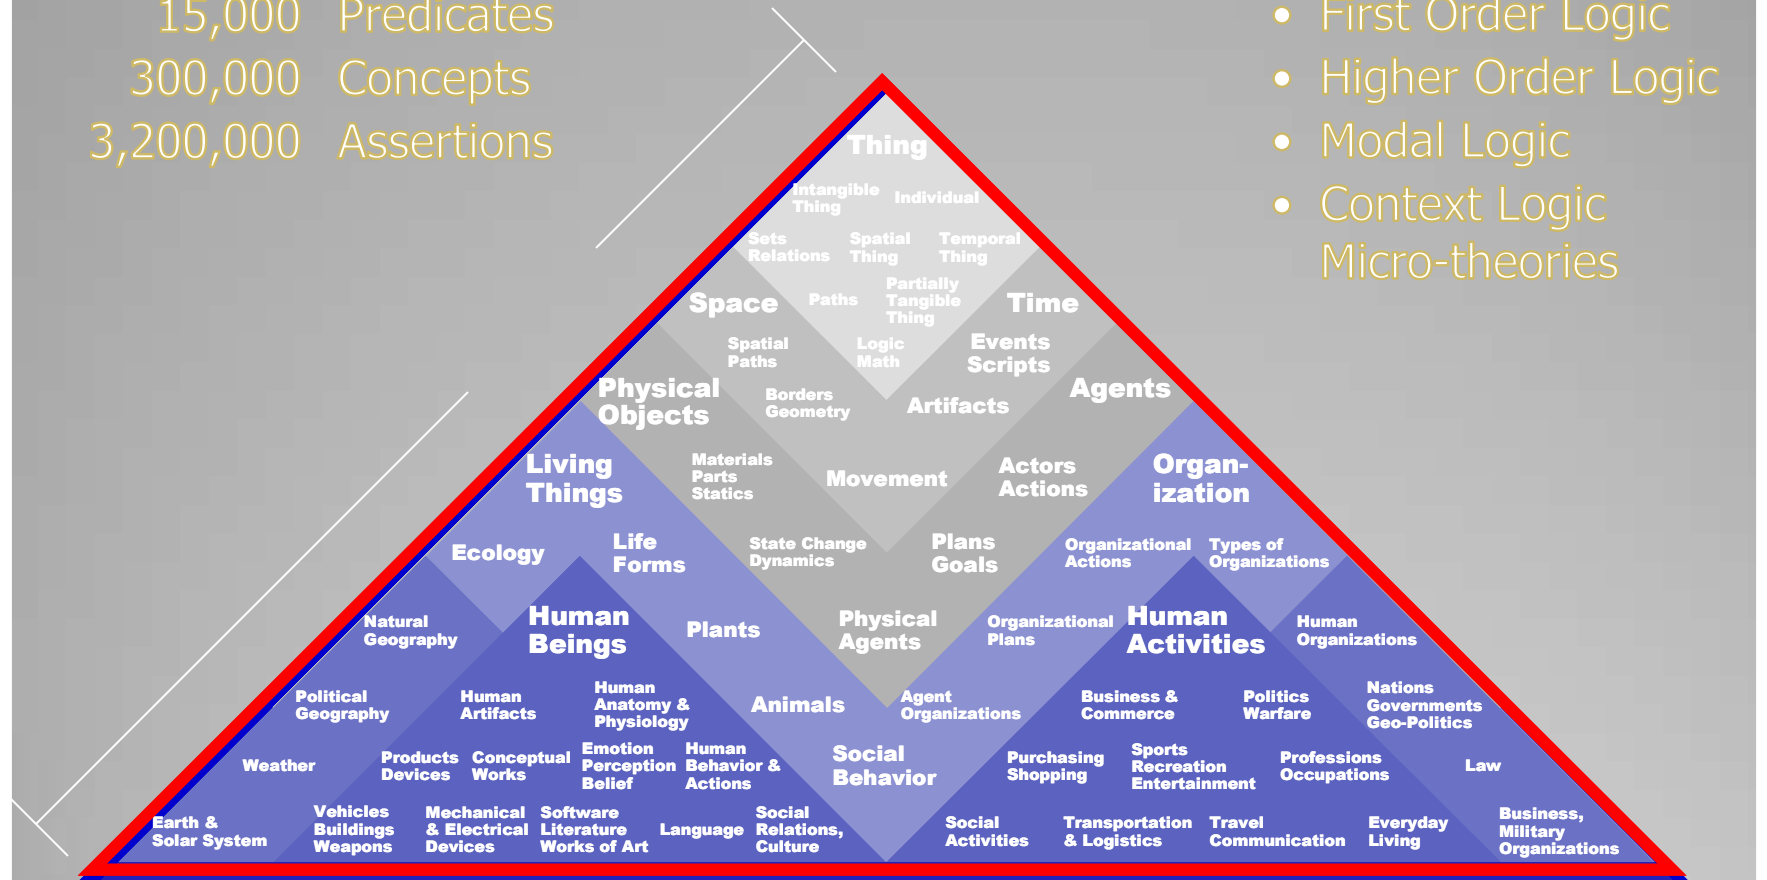 15,000 Predicates
300,000 Concepts
3,200,000 Assertions
• First Order Logic
• Higher Order Logic
• Modal Logic
• Context Logic
Micro-theories
Thing
Intangible
Thing
Individual
Sets
Relations
Spatial
Thing
Temporal
Thing
Paths
Partially
Tangible
Thing
Logic
Math
Space
Time
Spatial
Paths
Events
Scripts
Borders
Geometry
Artifacts
Movement
Physical
Objects
Agents
Materials
Parts
Statics
Actors
Actions
State Change
Dynamics
Plans
Goals
Physical
Agents
Living
Things
Organ-
ization
Ecology
Life
Forms
Organizational
Actions
Types of
Organizations
Natural
Geography
Human
Beings
Plants
Organizational
Plans
Human
Activities
Human
Organizations
Political
Geography
Human
Artifacts
Human
Anatomy &
Physiology
Animals
Agent
Organizations
Business &
Commerce
Politics
Warfare
Nations
Governments
Geo-Politics
Weather
Products
Devices
Conceptual
Works
Emotion
Perception
Belief
Human
Behavior &
Actions
Social
Behavior
Purchasing
Shopping
Sports
Recreation
Entertainment
Professions
Occupations
Law
Earth &
Solar System
Vehicles
Buildings
Weapons
Mechanical
& Electrical
Devices
Software
Literature
Works of Art
Language
Social
Relations,
Culture
Social
Activities
Transportation
& Logistics
Travel
Communication
Everyday
Living
Business,
Military
Organizations